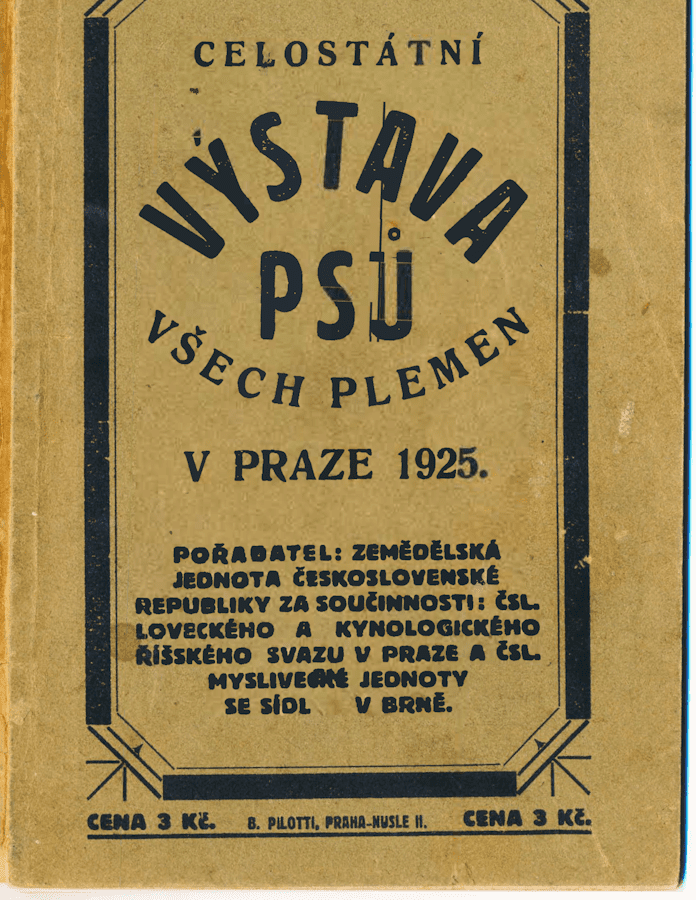 CELOSTÁTNÍ
VÝSTAVA
PSŮ
VŠECH PLEMEN
V PRAZE 1925.
POŘADATEL: ZEMĚDĚLSKÁ
JEDNOTA ČESKOSLOVENSKÉ
REPUBLIKY ZA SOUČINNOSTI: ČSL.
LOVECKÉHO A KYNOLOGICKÉHO
ŘÍŠSKÉHO SVAZU V PRAZE A ČSL.
JEDNOTY
SE SÍDL V BRNĚ.
CENA 3 Kč. B. PILOTTI, PRAHA-NUSLE II. CENA 3 Kč.